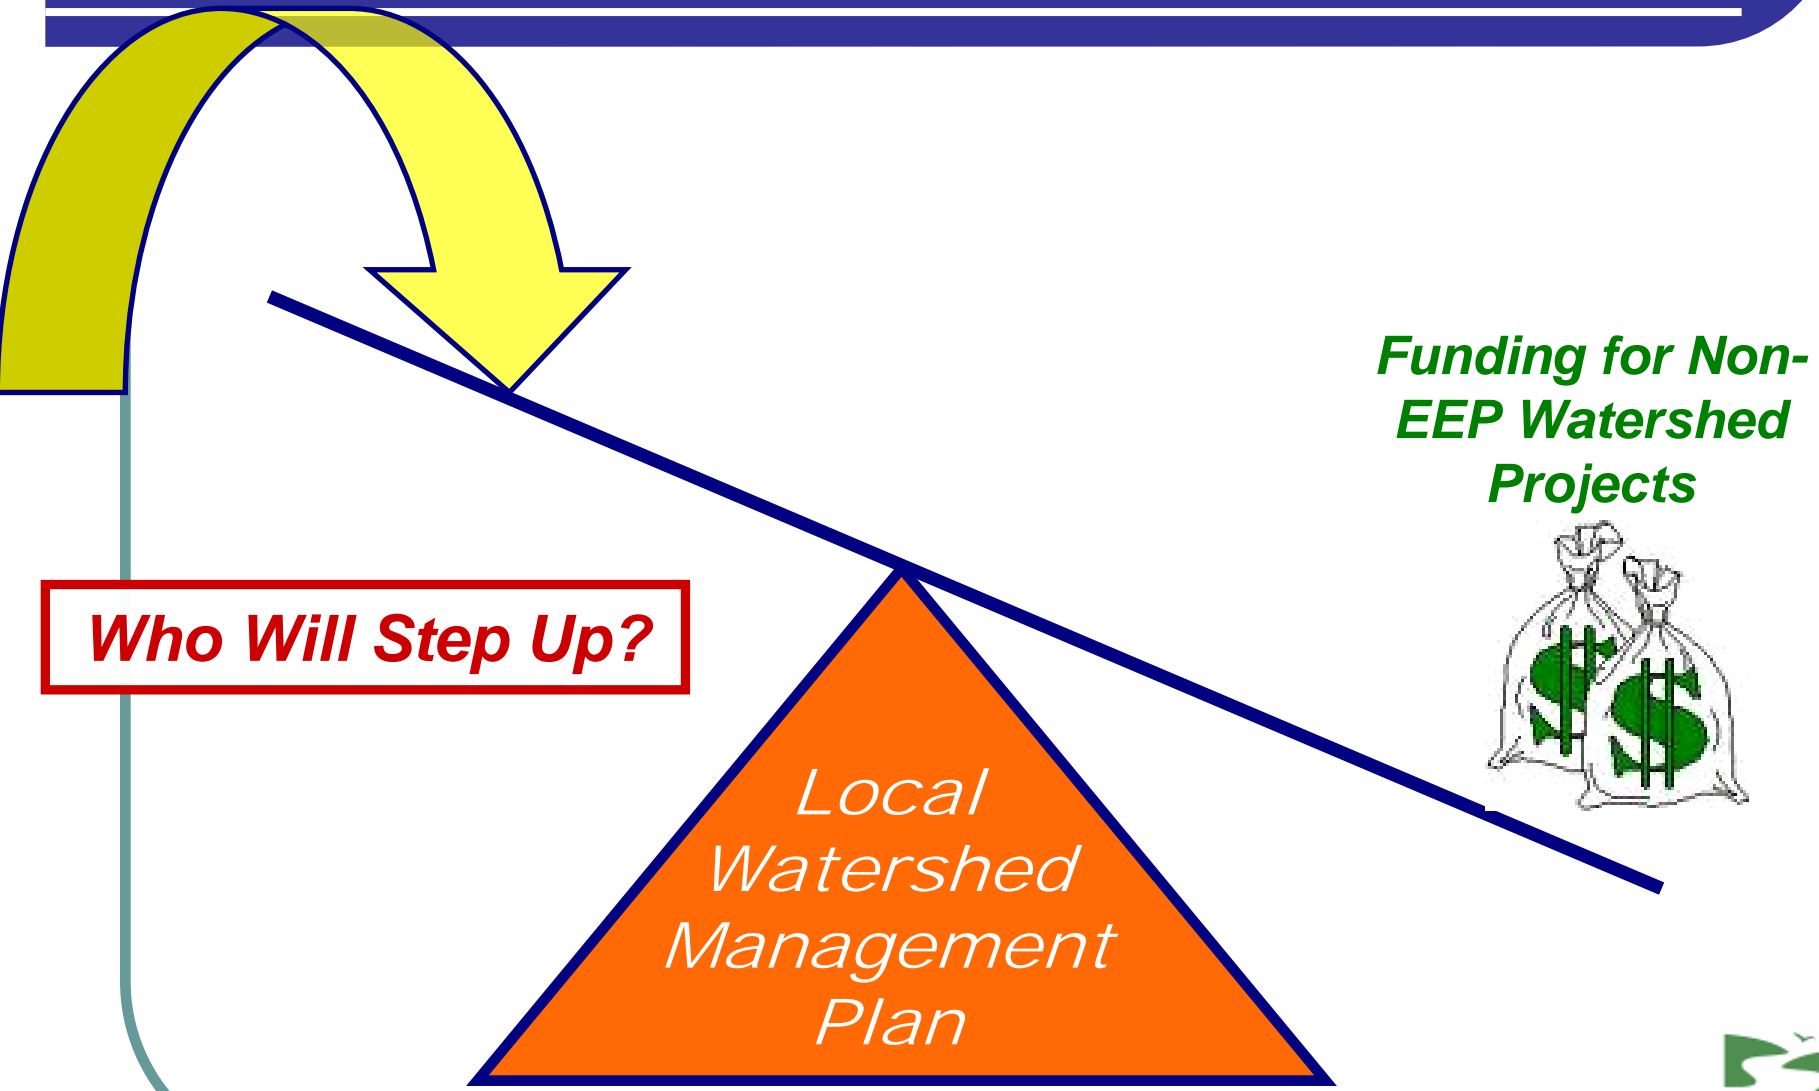 Funding for Non-
EEP Watershed
Projects
Who Will Step Up?
$ $
Local
Watershed
Management
Plan